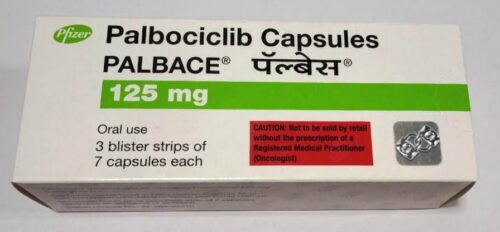 Pfizer
Palbociclib Capsules
PALBACE® पॅल्बेस®
125 mg
Oral use
3 blister strips of
7 capsules each
CAUTION: Not to be sold by retail
without the prescription of a
Registered Medical Practitioner
(Oncologist)